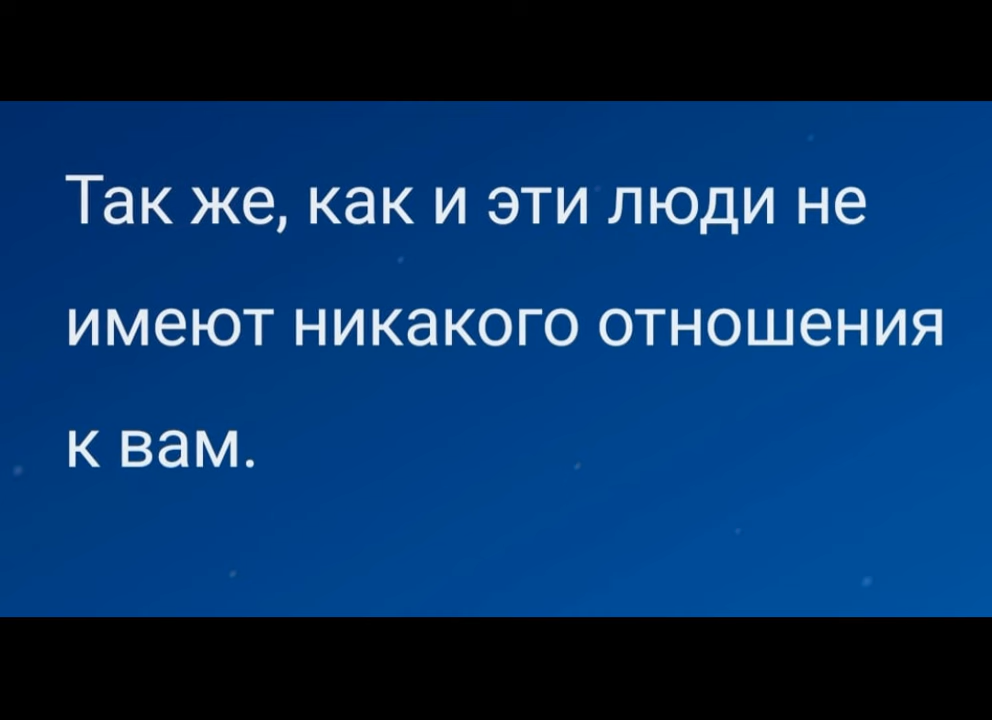 Так же, как и эти люди не
имеют никакого отношения
к вам.